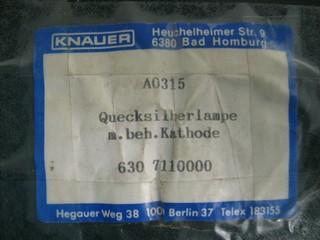 KNAUER
Heuchelheimer Str. 9
6380 Bad Homburg
A0315
Quecksilberlampe
m.beh.Kathode
630 7110000
Hegauer Weg 38 1000 Berlin 37 Telex 183155